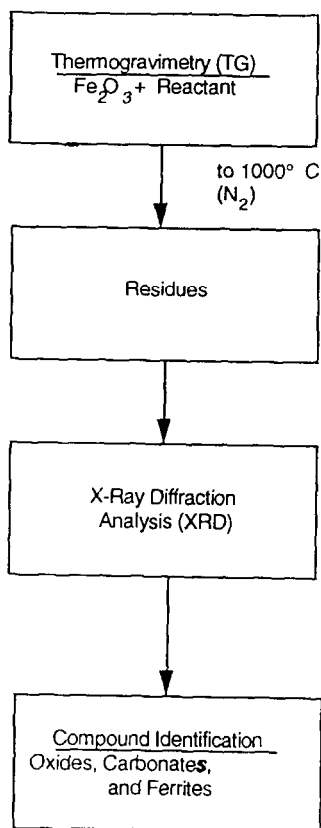 Thermogravimetry (TG)
Fe₂O₃ + Reactant
to 1000° C
(N₂)
Residues
X-Ray Diffraction
Analysis (XRD)
Compound Identification
Oxides, Carbonates,
and Ferrites